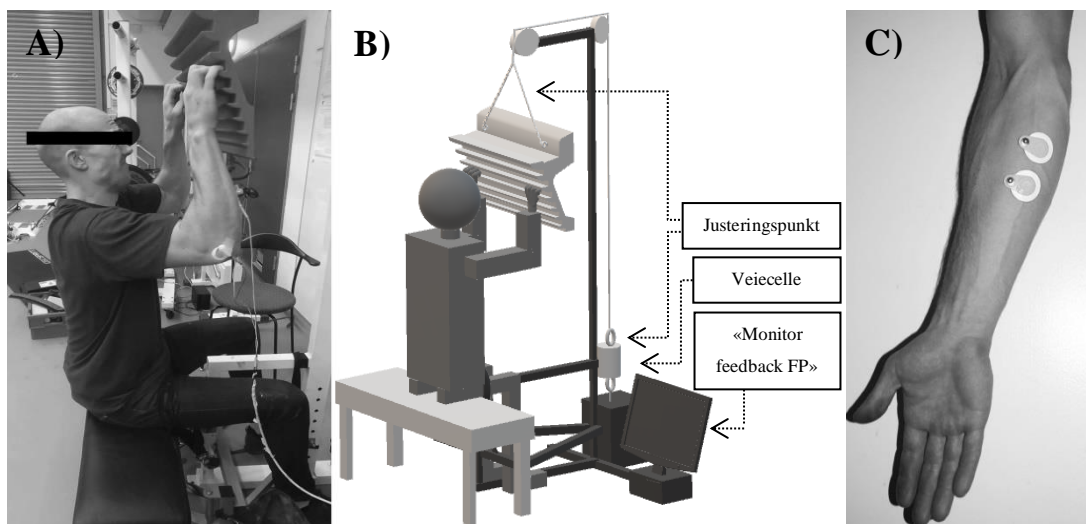 A)
B)
C)
Justeringspunkt
Veiecelle
«Monitor
feedback FP»